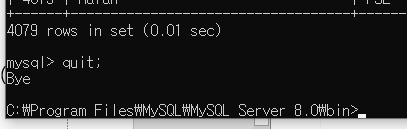 4079 rows in set (0.01 sec)
mysql> quit;
Bye
C:₩Program Files₩MySQL₩MySQL Server 8.0₩bin>